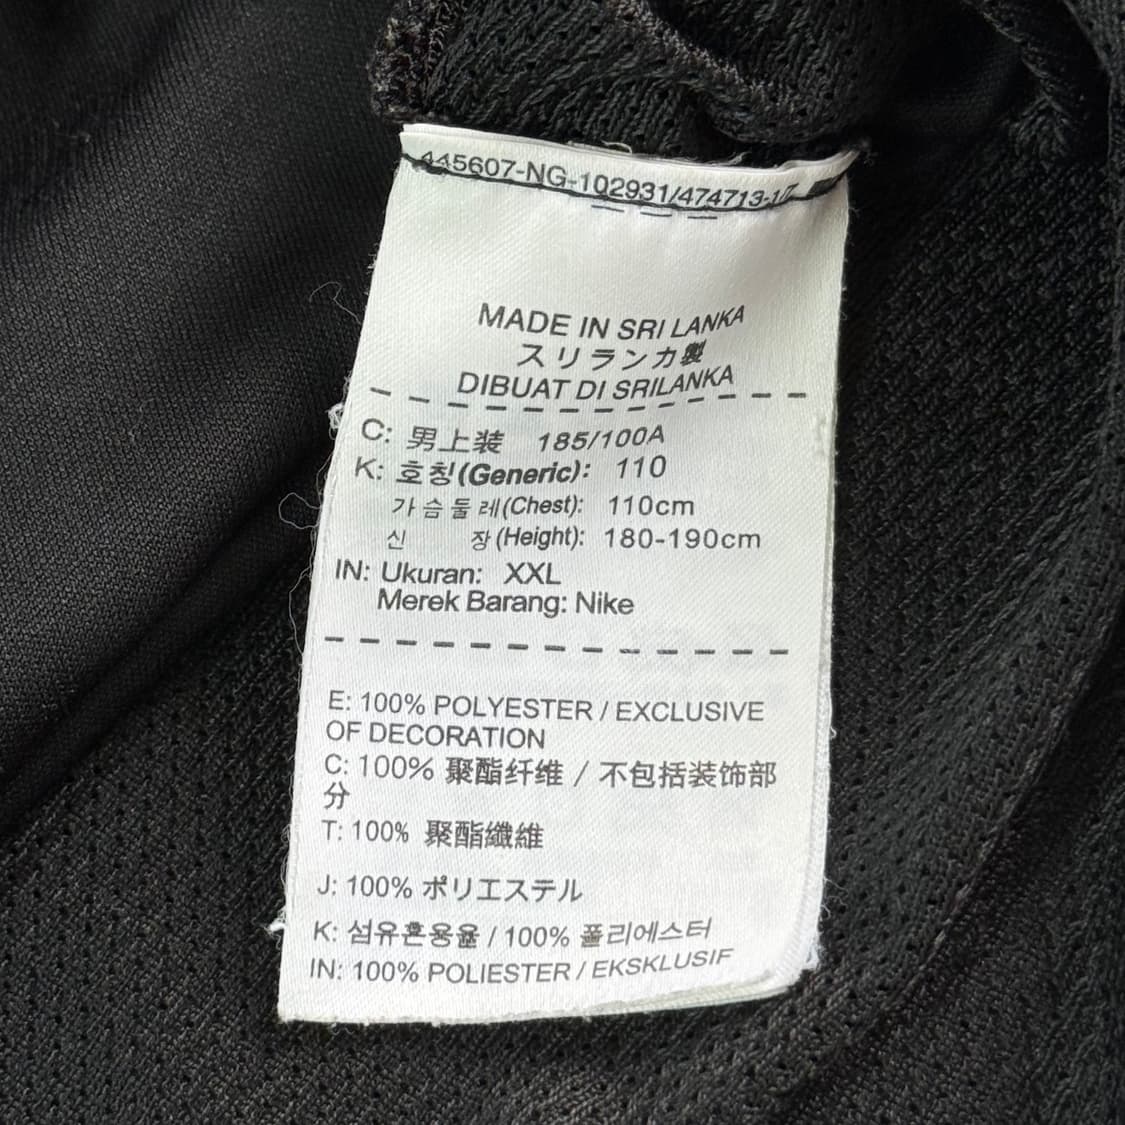 445607-NG-102931/474713-17
MADE IN SRI LANKA
スリランカ製
DIBUAT DI SRILANKA
C: 男上装 185/100A
K: 호칭(Generic): 110
가슴둘레(Chest): 110cm
신 장(Height): 180-190cm
IN: Ukuran: XXL
Merek Barang: Nike
E: 100% POLYESTER / EXCLUSIVE
OF DECORATION
C: 100% 聚酯纤维 / 不包括装饰部
分
T: 100% 聚酯纖維
J: 100% ポリエステル
K: 섬유혼용율 / 100% 폴리에스터
IN: 100% POLIESTER / EKSKLUSIF